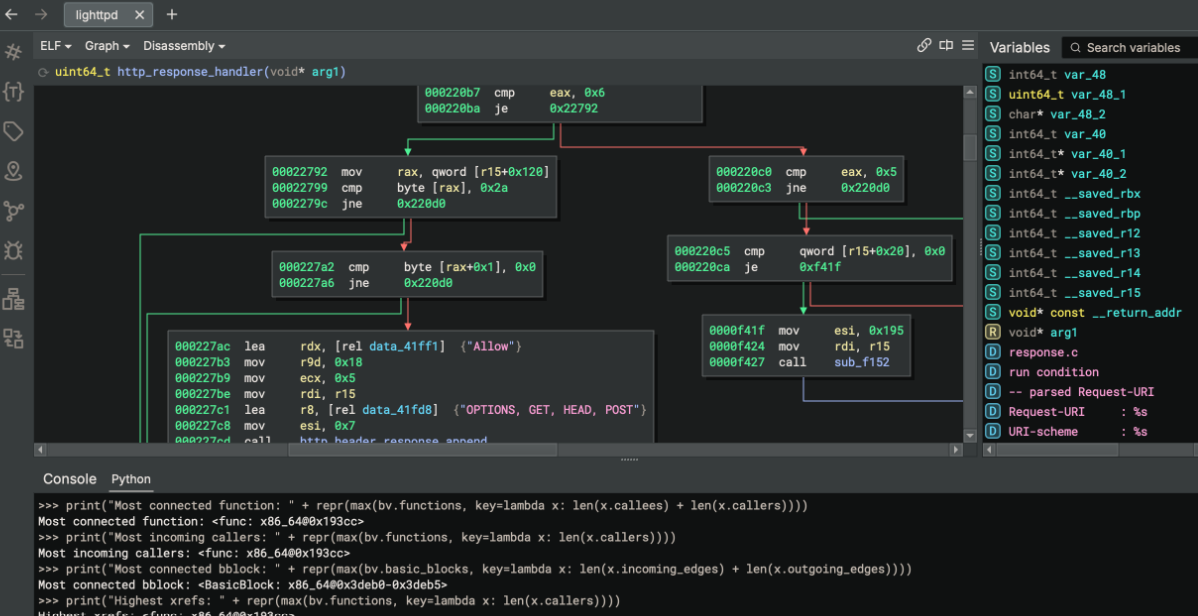 lighttpd
ELF Graph Disassembly
uint64_t http_response_handler(void* arg1)
000220b7 cmp eax, 0x6
000220ba je 0x22792
00022792 mov rax, qword [r15+0x120]
00022799 cmp byte [rax], 0x2a
0002279c jne 0x220d0
000220c0 cmp eax, 0x5
000220c3 jne 0x220d0
000227a2 cmp byte [rax+0x1], 0x0
000227a6 jne 0x220d0
000220c5 cmp qword [r15+0x20], 0x0
000220ca je 0xf41f
000227ac lea rdx, [rel data_41ff1] {"Allow"}
000227b3 mov r9d, 0x18
000227b9 mov ecx, 0x5
000227be mov rdi, r15
000227c1 lea r8, [rel data_41fd8] {"OPTIONS, GET, HEAD, POST"}
000227c8 mov esi, 0x7
000227cd call http_header_response_append
0000f41f mov esi, 0x195
0000f424 mov rdi, r15
0000f427 call sub_f152
Variables
Search variables
S int64_t var_48
S uint64_t var_48_1
S char* var_48_2
S int64_t var_40
S int64_t* var_40_1
S int64_t* var_40_2
S int64_t __saved_rbx
S int64_t __saved_rbp
S int64_t __saved_r12
S int64_t __saved_r13
S int64_t __saved_r14
S int64_t __saved_r15
S void* const __return_addr
R void* arg1
D response.c
D run condition
D -- parsed Request-URI
D Request-URI : %s
D URI-scheme : %s
Console Python
>>> print("Most connected function: " + repr(max(bv.functions, key=lambda x: len(x.callees) + len(x.callers))))
Most connected function: <func: x86_64@0x193cc>
>>> print("Most incoming callers: " + repr(max(bv.functions, key=lambda x: len(x.callers))))
Most incoming callers: <func: x86_64@0x193cc>
>>> print("Most connected bblock: " + repr(max(bv.basic_blocks, key=lambda x: len(x.incoming_edges) + len(x.outgoing_edges))))
Most connected bblock: <BasicBlock: x86_64@0x3deb0-0x3deb5>
>>> print("Highest xrefs: " + repr(max(bv.functions, key=lambda x: len(x.callers))))
Highest xrefs: <func: x86_64@0x193cc>